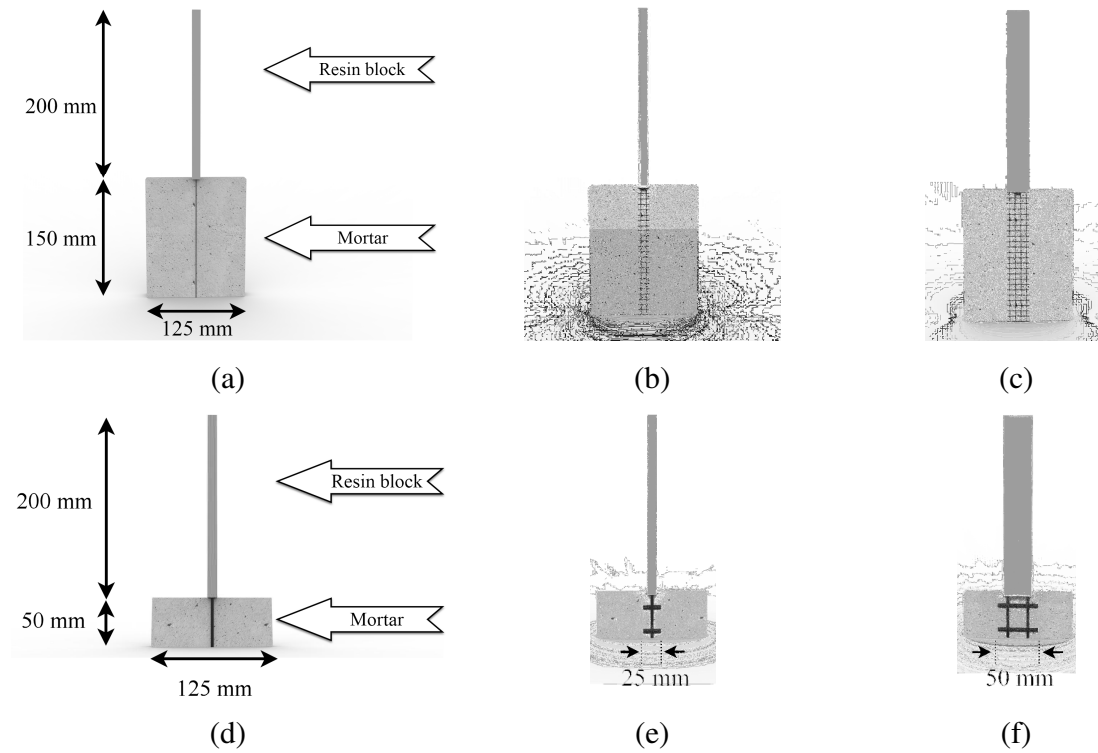 200 mm
Resin block
150 mm
Mortar
125 mm
(a)
(b)
(c)
200 mm
Resin block
50 mm
Mortar
125 mm
25 mm
50 mm
(d)
(e)
(f)